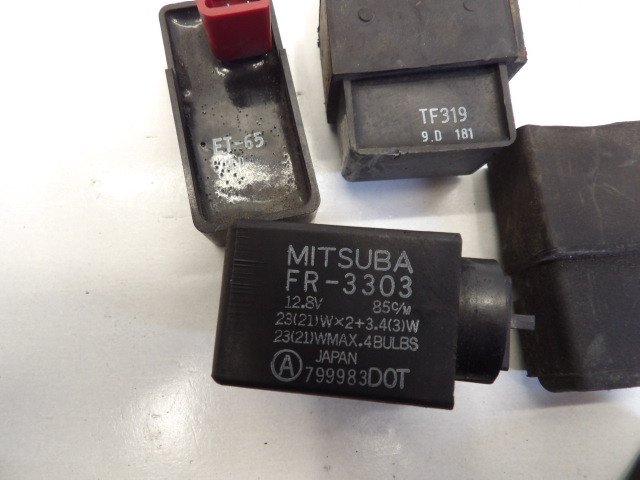 ET-65
TF319
9.D 181
MITSUBA
FR-3303
12.8V 85c/m
23(21)W×2+3.4(3)W
23(21)WMAX.4BULBS
JAPAN
A 799983DOT